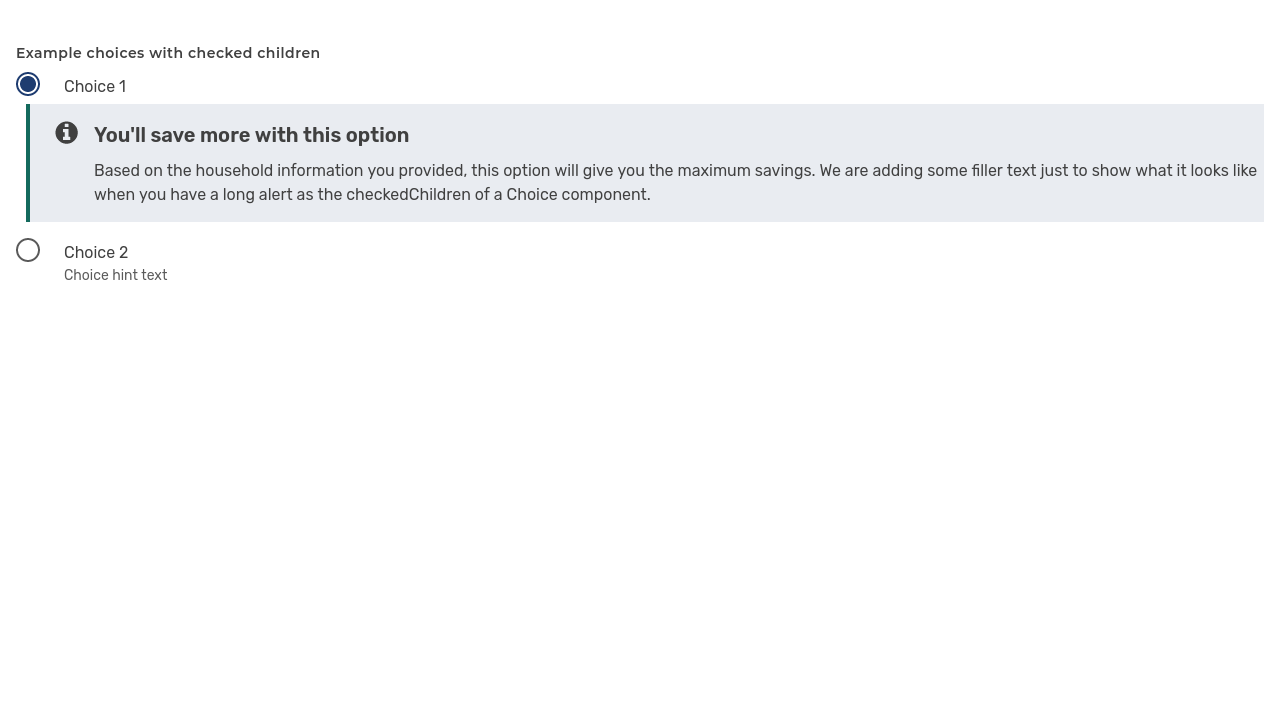 Example choices with checked children
Choice 1
You'll save more with this option
Based on the household information you provided, this option will give you the maximum savings. We are adding some filler text just to show what it looks like
when you have a long alert as the checkedChildren of a Choice component.
Choice 2
Choice hint text